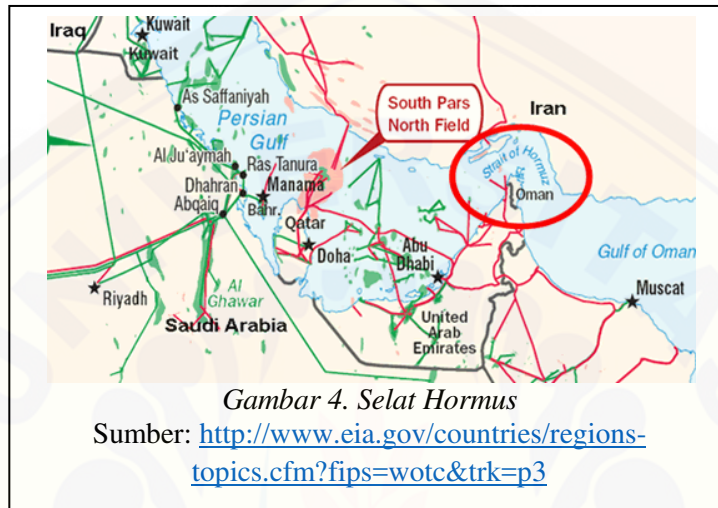 Kuwait
Iraq
Kuwait
As Saffaniyah
South Pars
North Field
Iran
Persian
Gulf
Strait of Hormuz
Al Ju'aymah
Ras Tanura
Dhahran
Manama
Abqaiq
Bahr.
Oman
Qatar
Doha
Abu
Dhabi
Gulf of Oman
Al
Ghawar
Riyadh
Muscat
Saudi Arabia
United
Arab
Emirates
Gambar 4. Selat Hormus
Sumber: http://www.eia.gov/countries/regions-
topics.cfm?fips=wotc&trk=p3